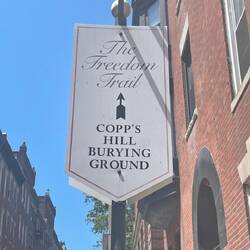 The
Freedom
Trail
COPP'S
HILL
BURYING
GROUND